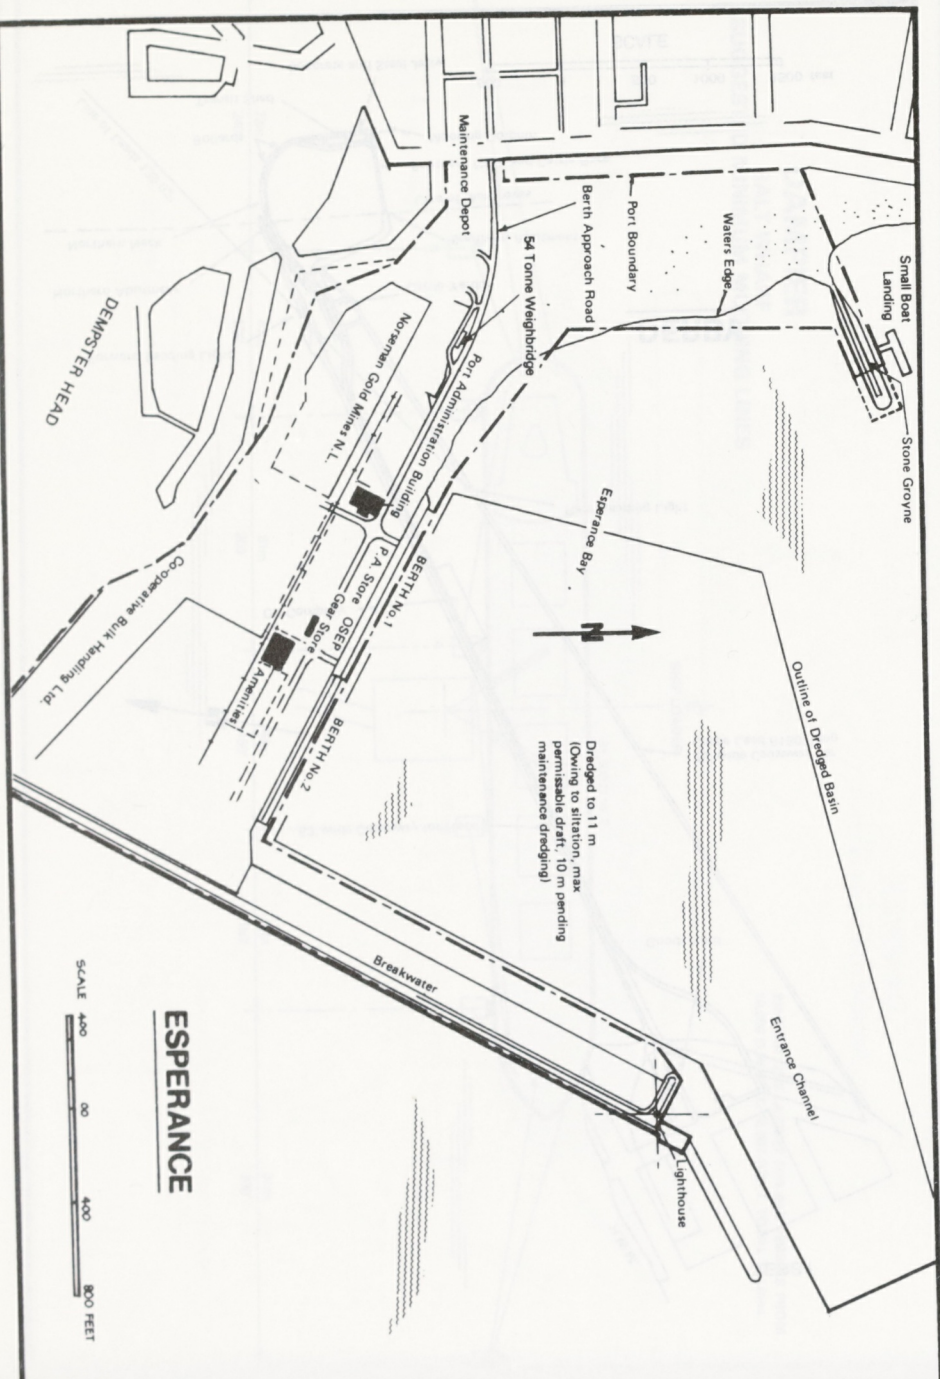 Small Boat
Landing
Stone Groyne
Waters Edge
Port Boundary
Berth Approach Road
54 Tonne Weighbridge
Maintenance Depot
Port Administration Building
Norseman Gold Mines N.L.
DEMPSTER HEAD
Esperance Bay
N
Outline of Dredged Basin
BERTH No.1
P.A. Store
OSEP
Gear Store
Amenities
Co-operative Bulk Handling Ltd.
BERTH No.2
Dredged to 11 m
(Owing to siltation, max
permissable draft, 10 m pending
maintenance dredging)
Entrance Channel
Breakwater
Lighthouse
ESPERANCE
SCALE 400 00 400 800 FEET